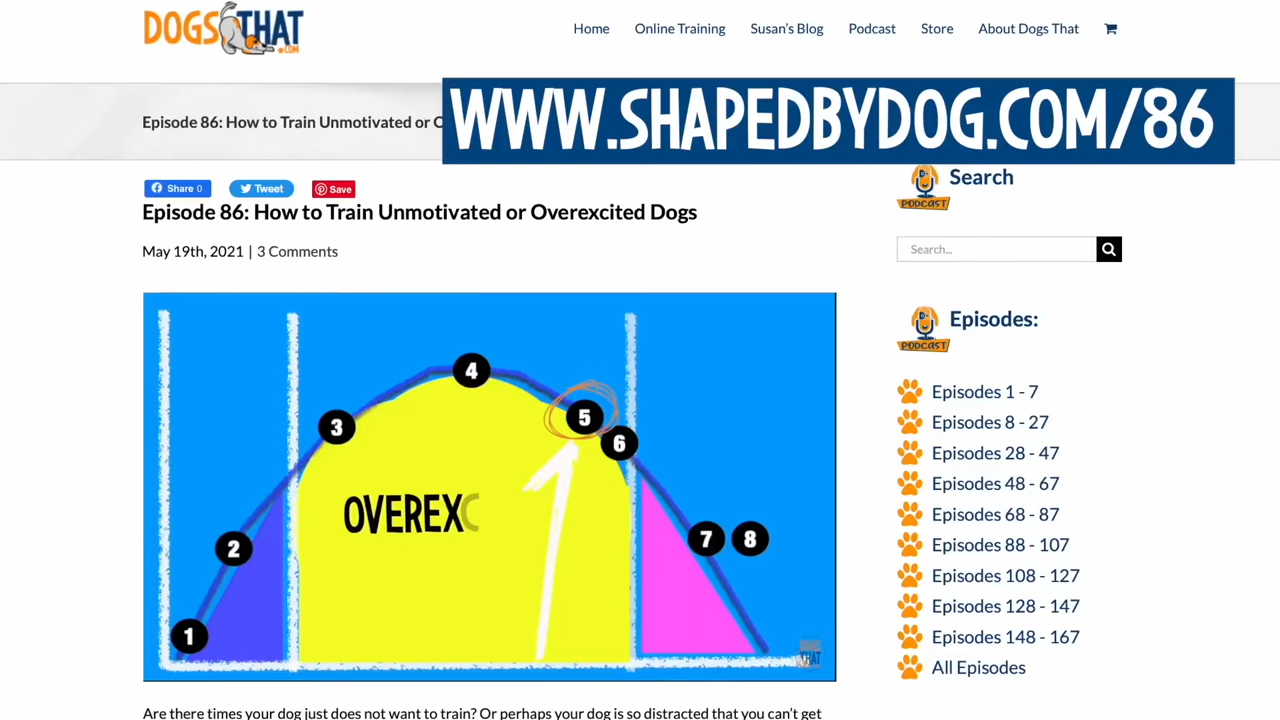 DOGSTHAT
.COM
Home Online Training Susan's Blog Podcast Store About Dogs That
WWW.SHAPEDBYDOG.COM/86
Episode 86: How to Train Unmotivated or
Share 0 Tweet Save
Episode 86: How to Train Unmotivated or Overexcited Dogs
May 19th, 2021 | 3 Comments
PODCAST
Search
Search...
4
5
3
6
OVEREXC
2
7
8
1
DOGS
THAT
PODCAST
Episodes:
Episodes 1 - 7
Episodes 8 - 27
Episodes 28 - 47
Episodes 48 - 67
Episodes 68 - 87
Episodes 88 - 107
Episodes 108 - 127
Episodes 128 - 147
Episodes 148 - 167
All Episodes
Are there times your dog just does not want to train? Or perhaps your dog is so distracted that you can't get